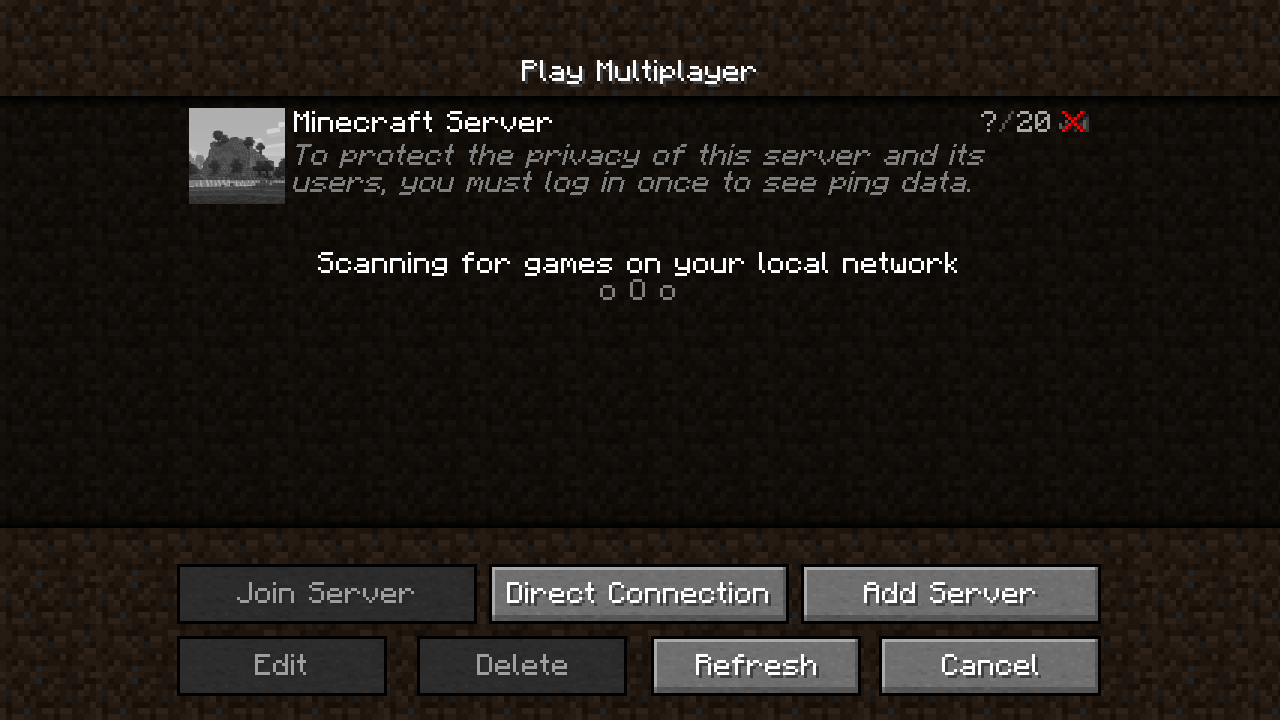 Play Multiplayer
Minecraft Server ?/20
To protect the privacy of this server and its
users, you must log in once to see ping data.
Scanning for games on your local network
o O o
Join Server Direct Connection Add Server
Edit Delete Refresh Cancel